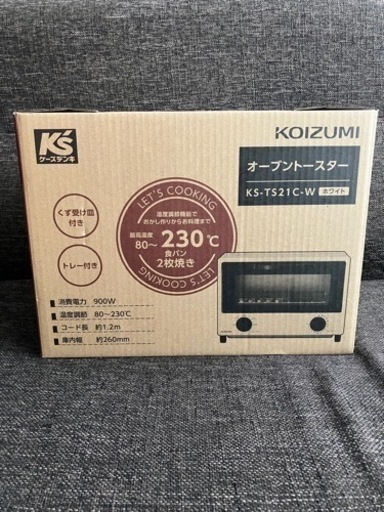 K's
ケーズデンキ
KOIZUMI
オーブントースター
KS-TS21C-W ホワイト
くず受け皿
付き
トレー付き
LET'S COOKING
温度調節機能で
おかし作りからお料理まで
最高温度
80〜230℃
食パン
2枚焼き
LET'S COOKING
消費電力 900W
温度調節 80〜230℃
コード長 約1.2m
庫内幅 約260mm
KOIZUMI